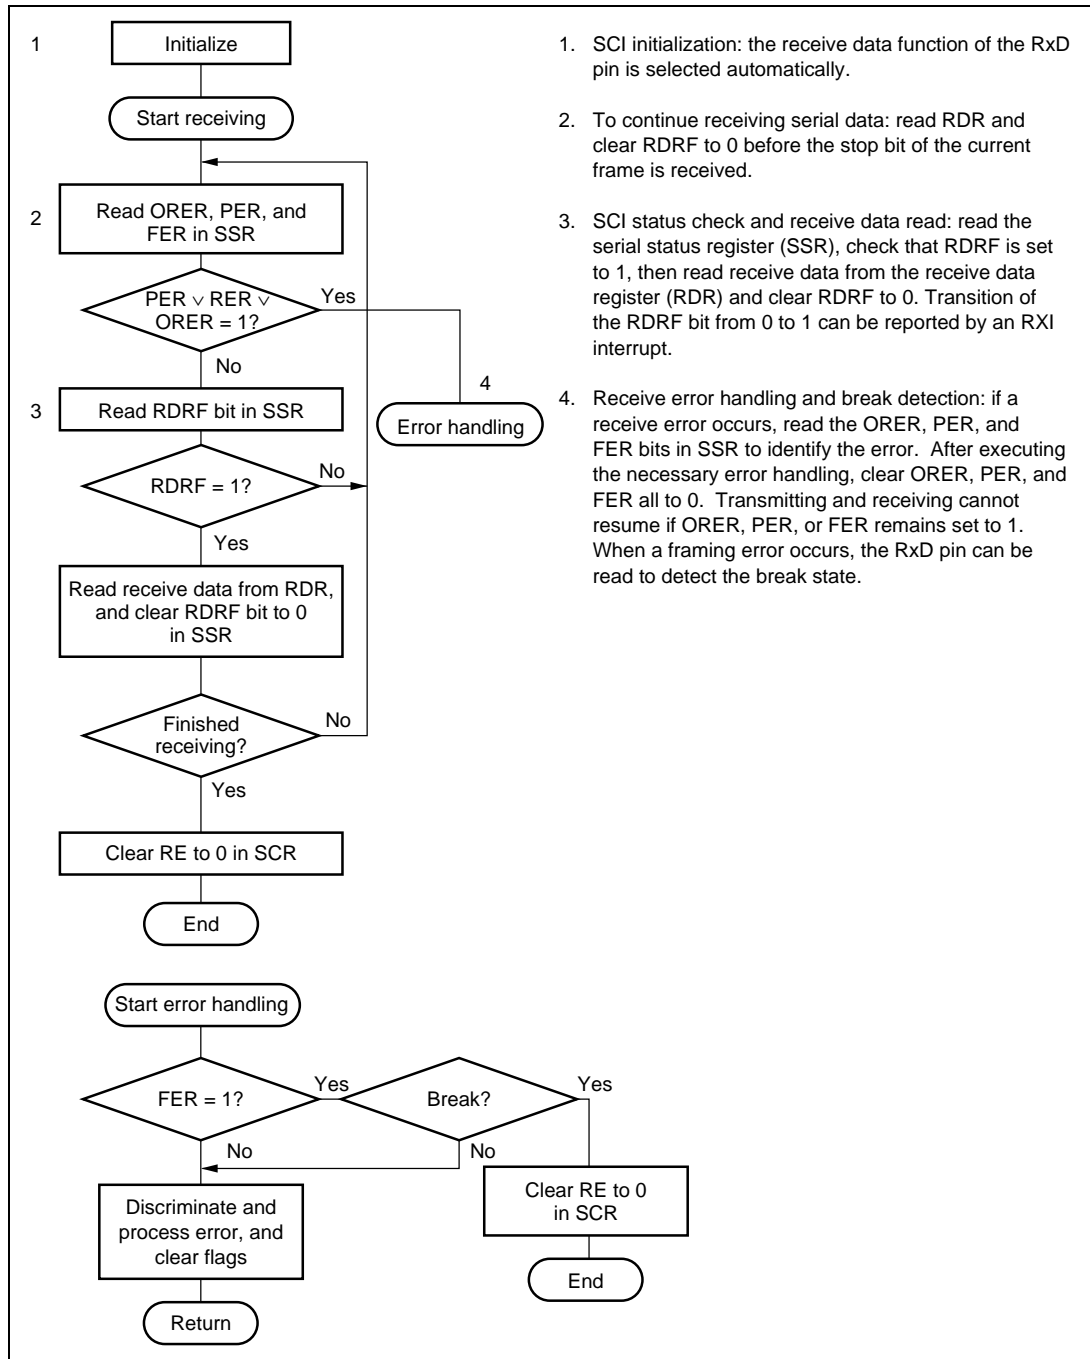 1
Initialize
Start receiving
2
Read ORER, PER, and
FER in SSR
PER ∨ RER ∨
ORER = 1?
Yes
No
4
Error handling
3
Read RDRF bit in SSR
RDRF = 1?
No
Yes
Read receive data from RDR,
and clear RDRF bit to 0
in SSR
Finished
receiving?
No
Yes
Clear RE to 0 in SCR
End
1. SCI initialization: the receive data function of the RxD
pin is selected automatically.
2. To continue receiving serial data: read RDR and
clear RDRF to 0 before the stop bit of the current
frame is received.
3. SCI status check and receive data read: read the
serial status register (SSR), check that RDRF is set
to 1, then read receive data from the receive data
register (RDR) and clear RDRF to 0. Transition of
the RDRF bit from 0 to 1 can be reported by an RXI
interrupt.
4. Receive error handling and break detection: if a
receive error occurs, read the ORER, PER, and
FER bits in SSR to identify the error. After executing
the necessary error handling, clear ORER, PER, and
FER all to 0. Transmitting and receiving cannot
resume if ORER, PER, or FER remains set to 1.
When a framing error occurs, the RxD pin can be
read to detect the break state.
Start error handling
FER = 1?
Yes
Break?
Yes
No
No
Discriminate and
process error, and
clear flags
Return
Clear RE to 0
in SCR
End